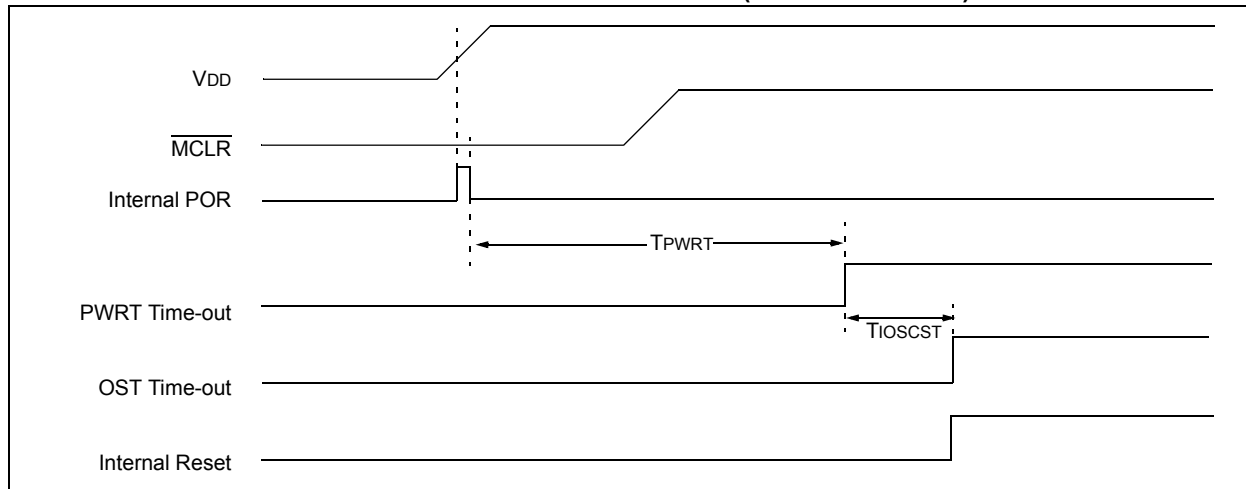 VDD
MCLR
Internal POR
TPWRT
PWRT Time-out
TIOSCST
OST Time-out
Internal Reset